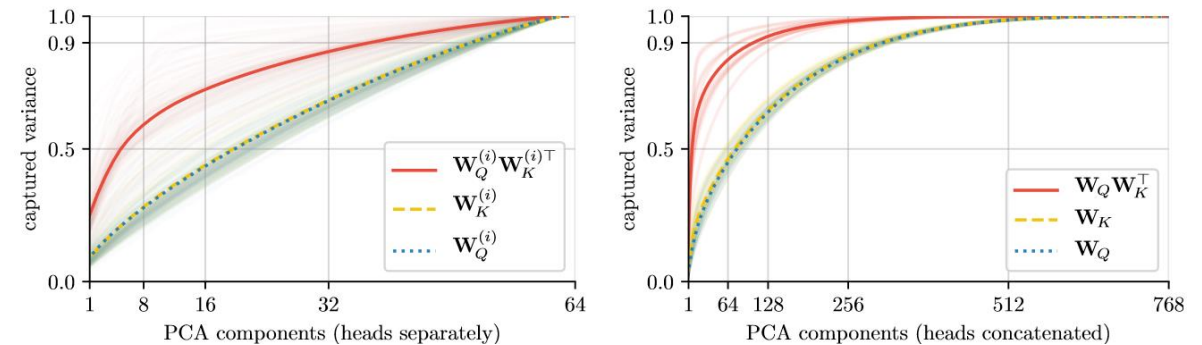 captured variance
1.0
0.9
0.5
0.0
W_Q^{(i)} W_K^{(i)⊤}
W_K^{(i)}
W_Q^{(i)}
1 8 16 32 64
PCA components (heads separately)
captured variance
1.0
0.9
0.5
0.0
W_Q W_K^⊤
W_K
W_Q
1 64 128 256 512 768
PCA components (heads concatenated)